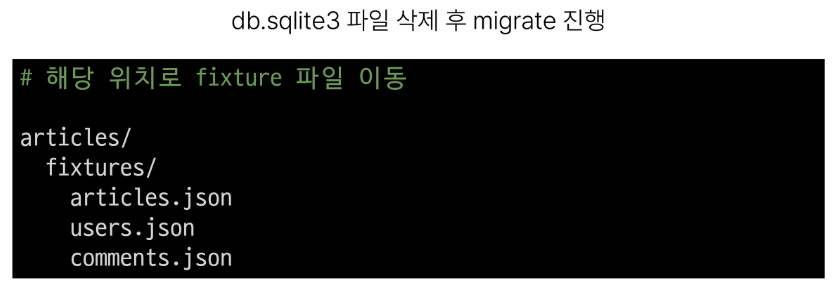 db.sqlite3 파일 삭제 후 migrate 진행
# 해당 위치로 fixture 파일 이동
articles/
fixtures/
articles.json
users.json
comments.json